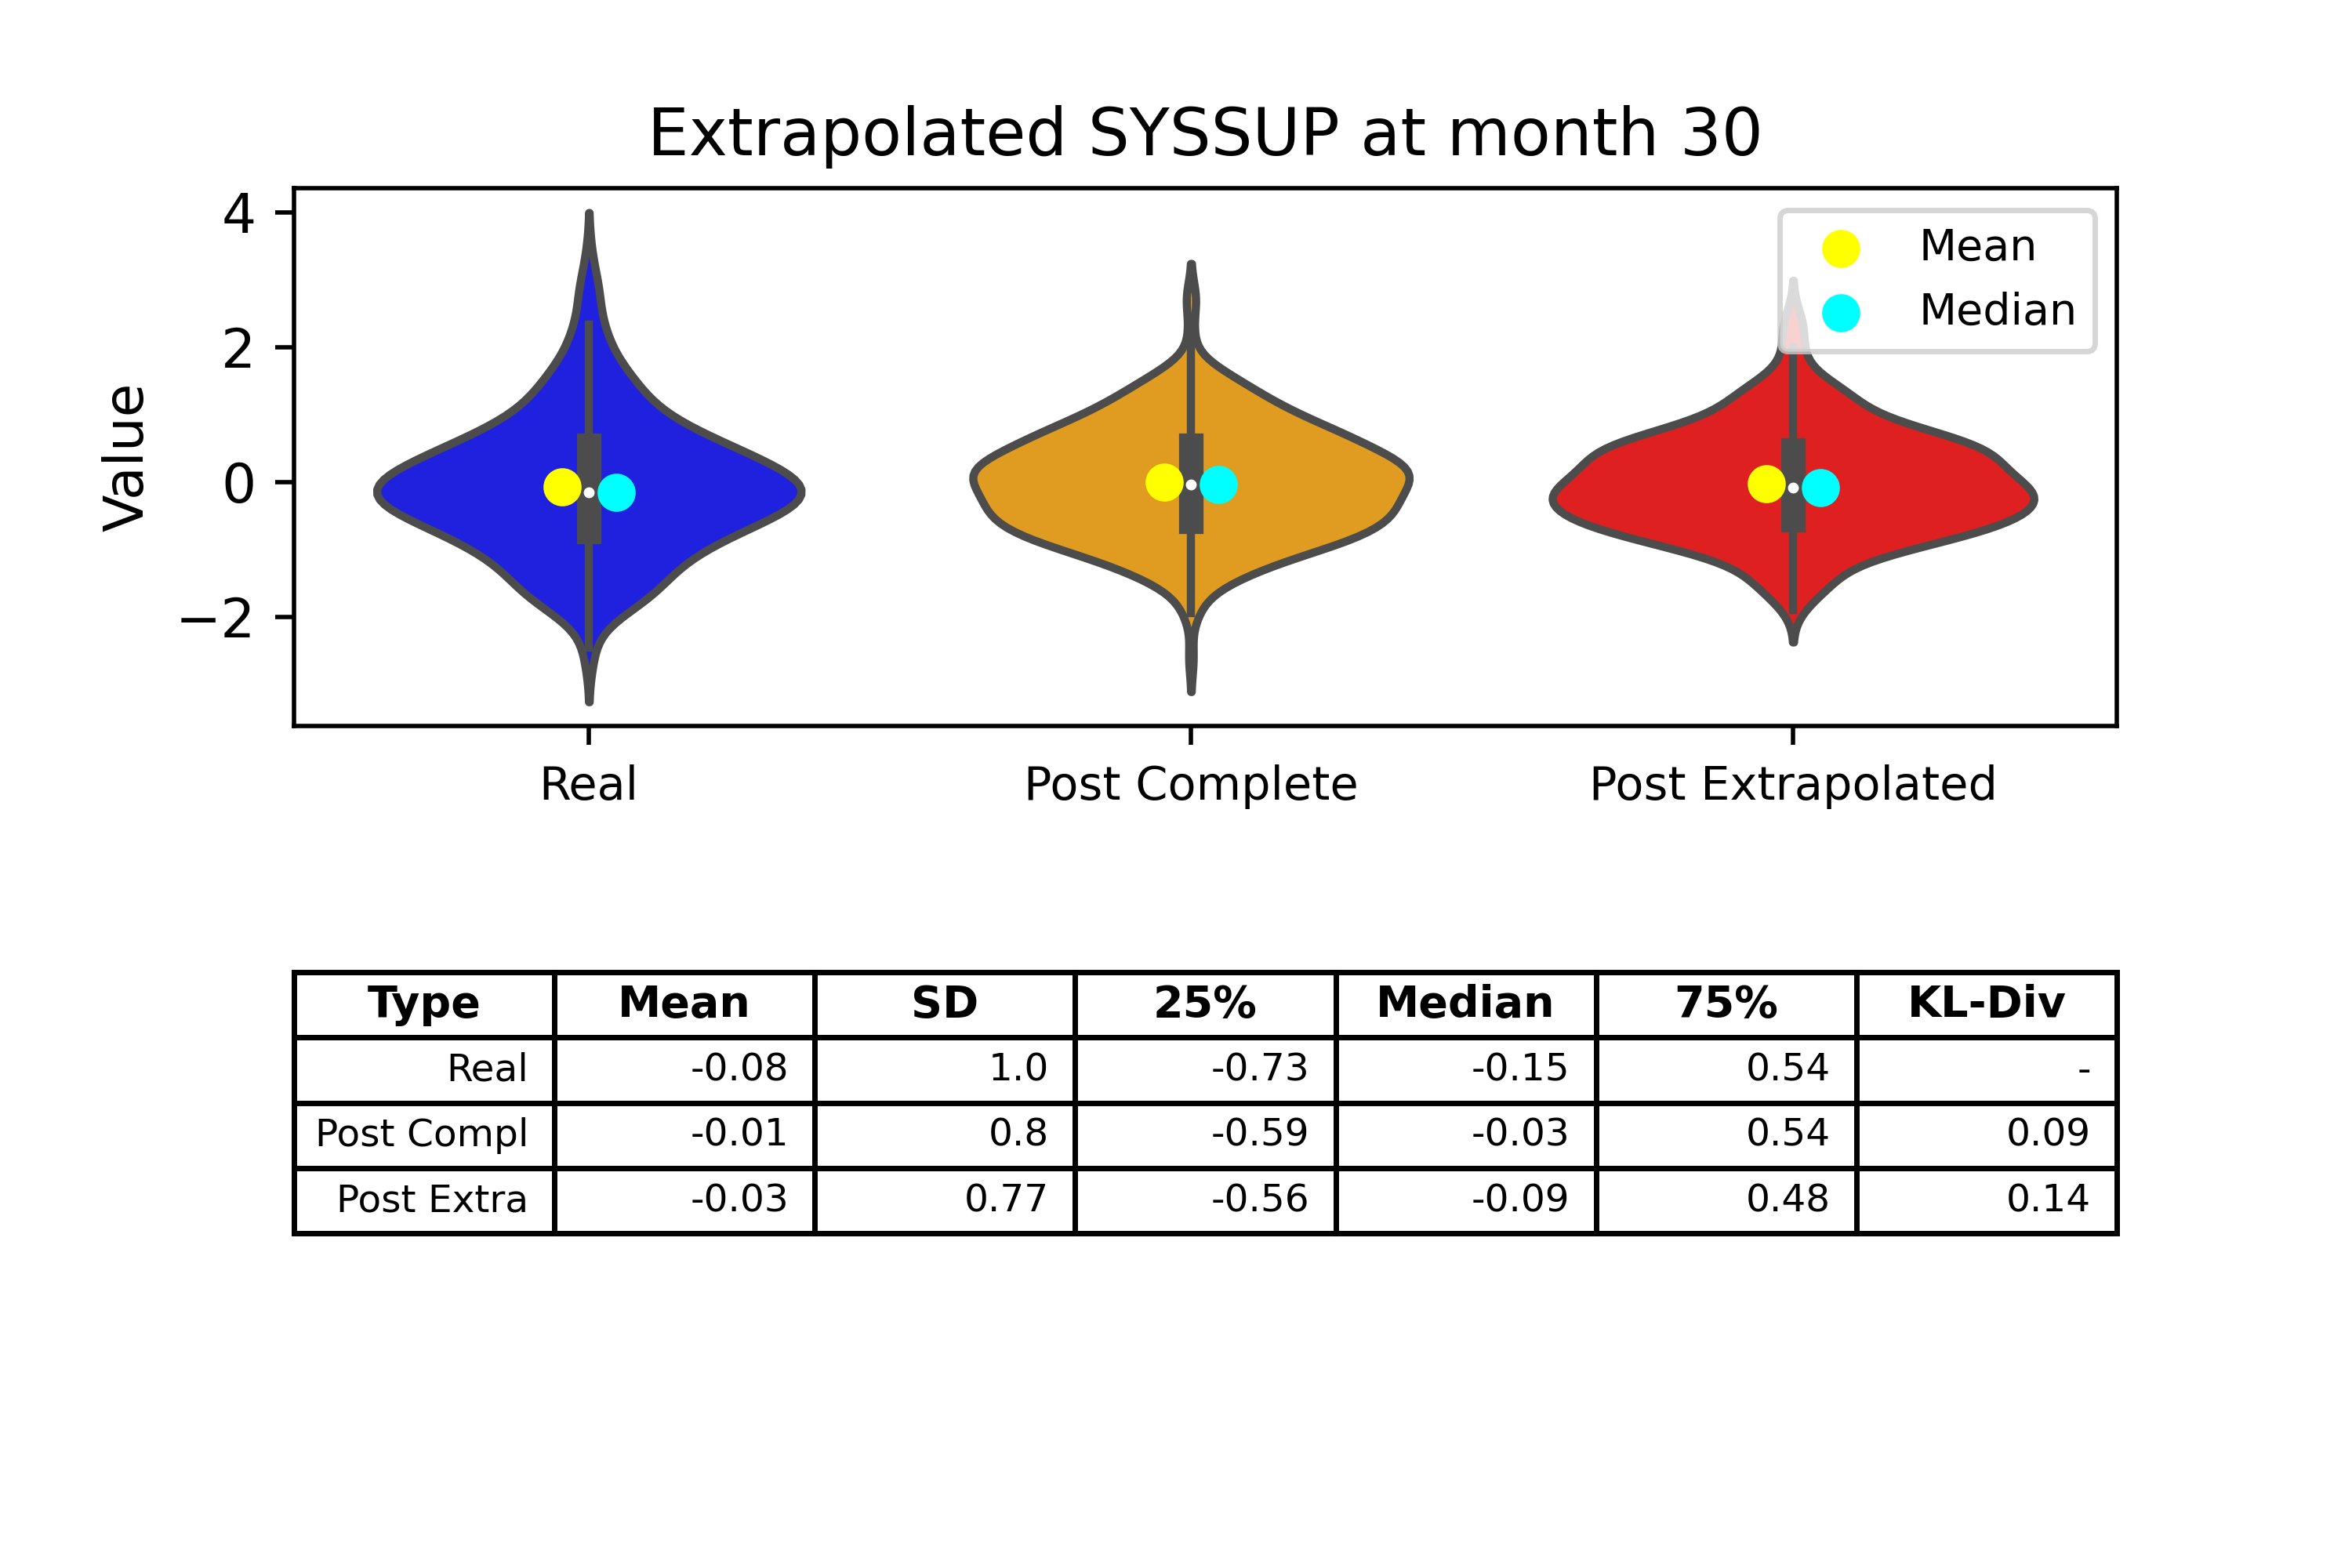 Extrapolated SYSSUP at month 30
4
2
0
−2
Value
Mean
Median
Real Post Complete Post Extrapolated
Type Mean SD 25% Median 75% KL-Div
Real -0.08 1.0 -0.73 -0.15 0.54 -
Post Compl -0.01 0.8 -0.59 -0.03 0.54 0.09
Post Extra -0.03 0.77 -0.56 -0.09 0.48 0.14